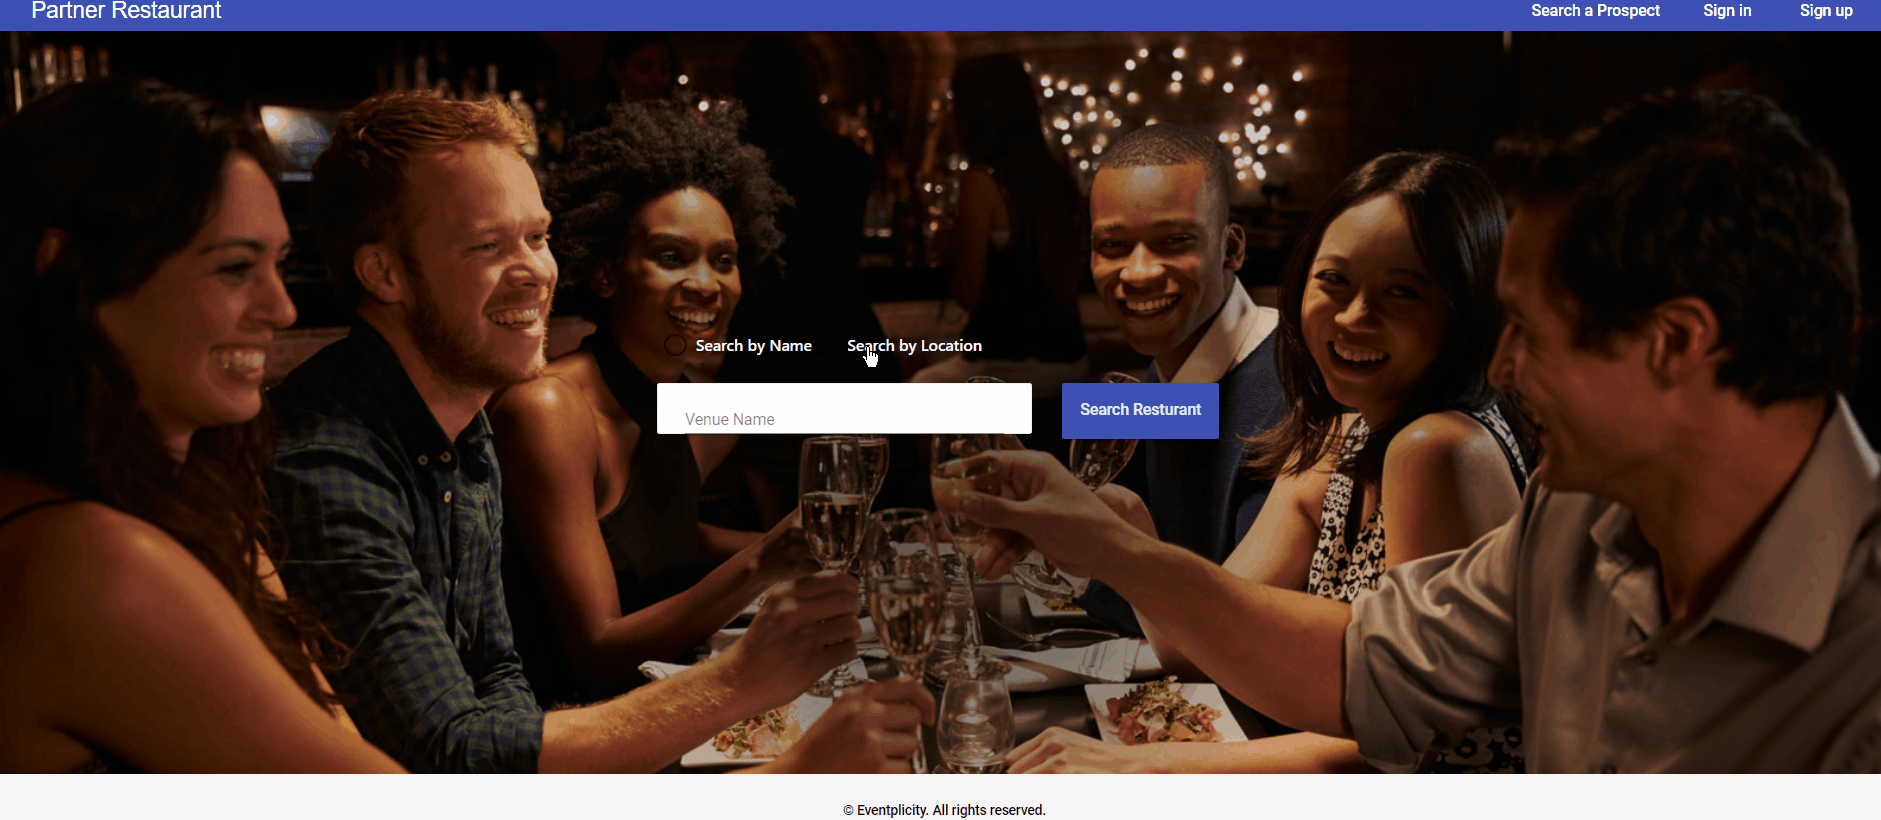 Partner Restaurant
Search a Prospect Sign in Sign up
Search by Name Search by Location
Venue Name
Search Resturant
© Eventplicity. All rights reserved.